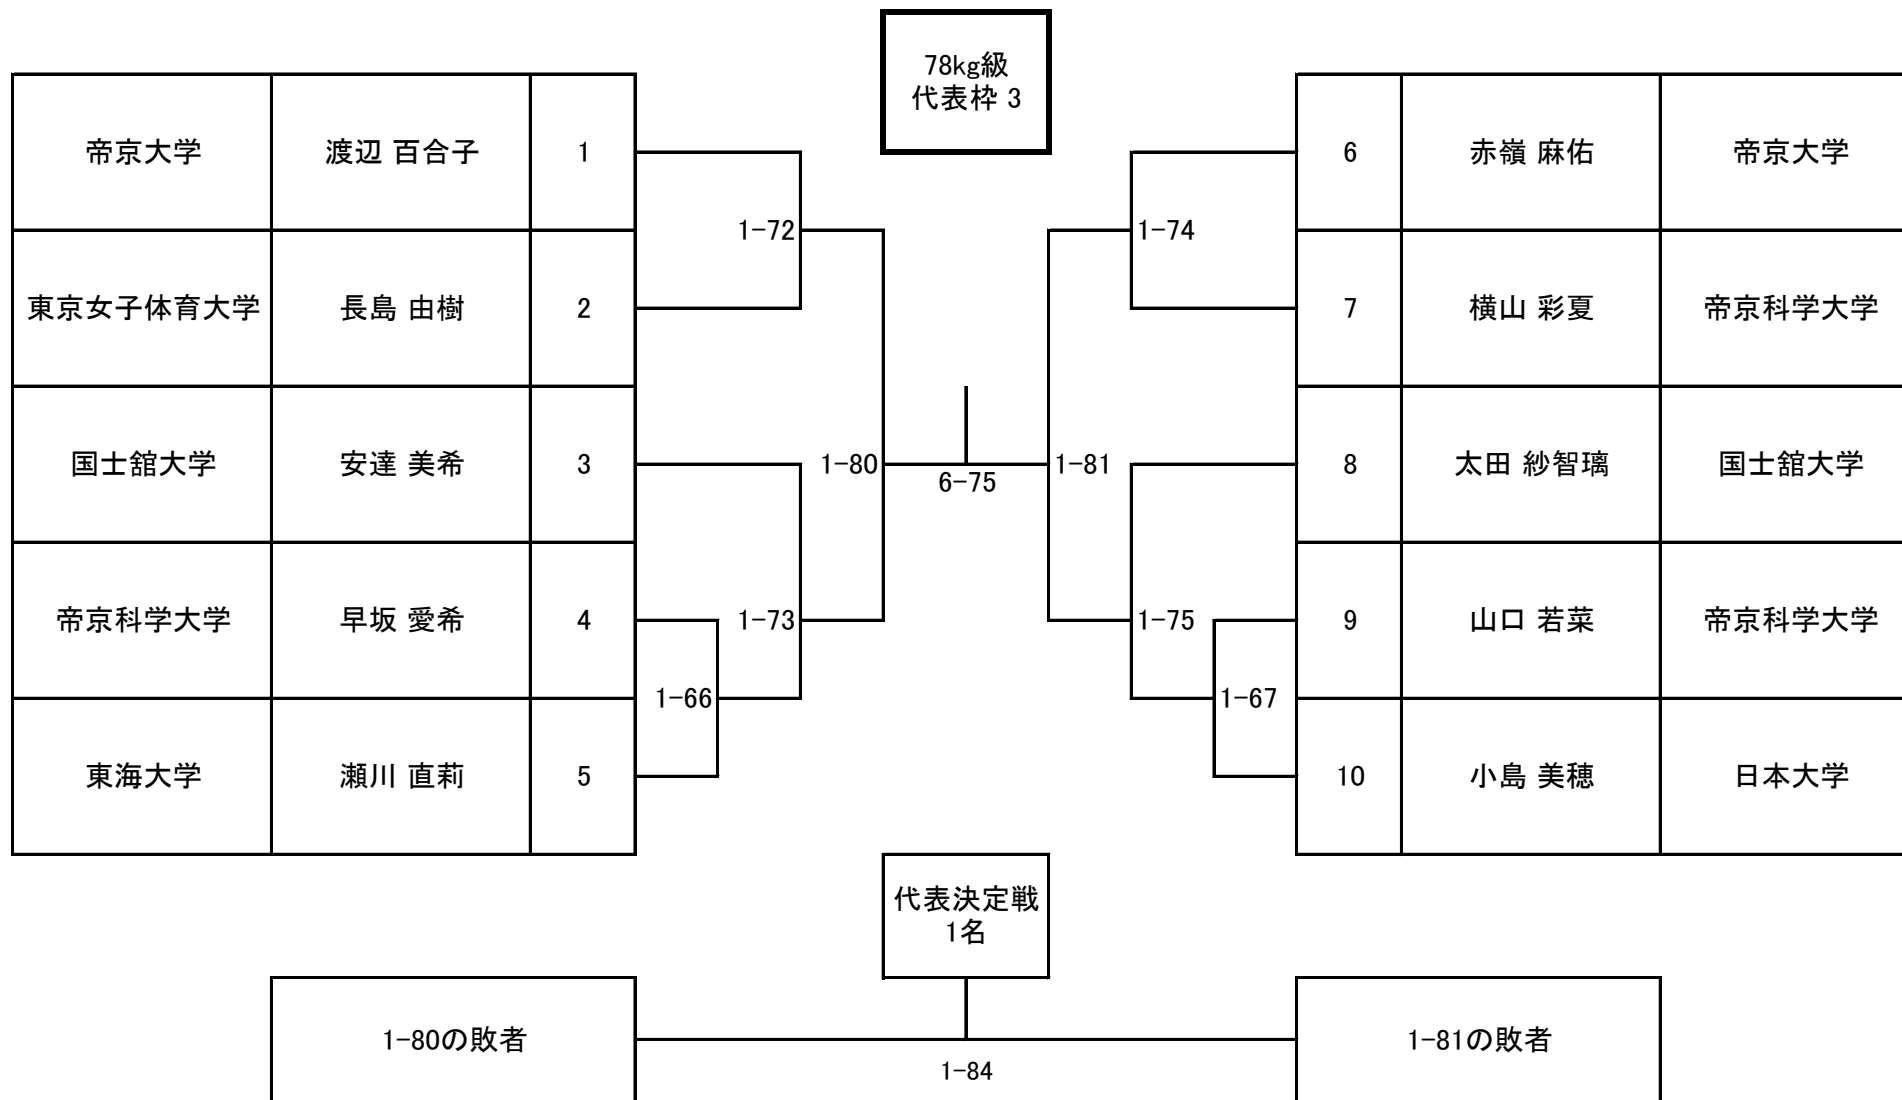 78kg級
代表枠 3
帝京大学 渡辺 百合子 1
6 赤嶺 麻佑 帝京大学
1-72
1-74
東京女子体育大学 長島 由樹 2
7 横山 彩夏 帝京科学大学
国士舘大学 安達 美希 3
1-80
6-75
1-81
8 太田 紗智璃 国士舘大学
帝京科学大学 早坂 愛希 4
1-73
1-75
9 山口 若菜 帝京科学大学
1-66
1-67
東海大学 瀬川 直莉 5
10 小島 美穂 日本大学
代表決定戦
1名
1-80の敗者
1-81の敗者
1-84